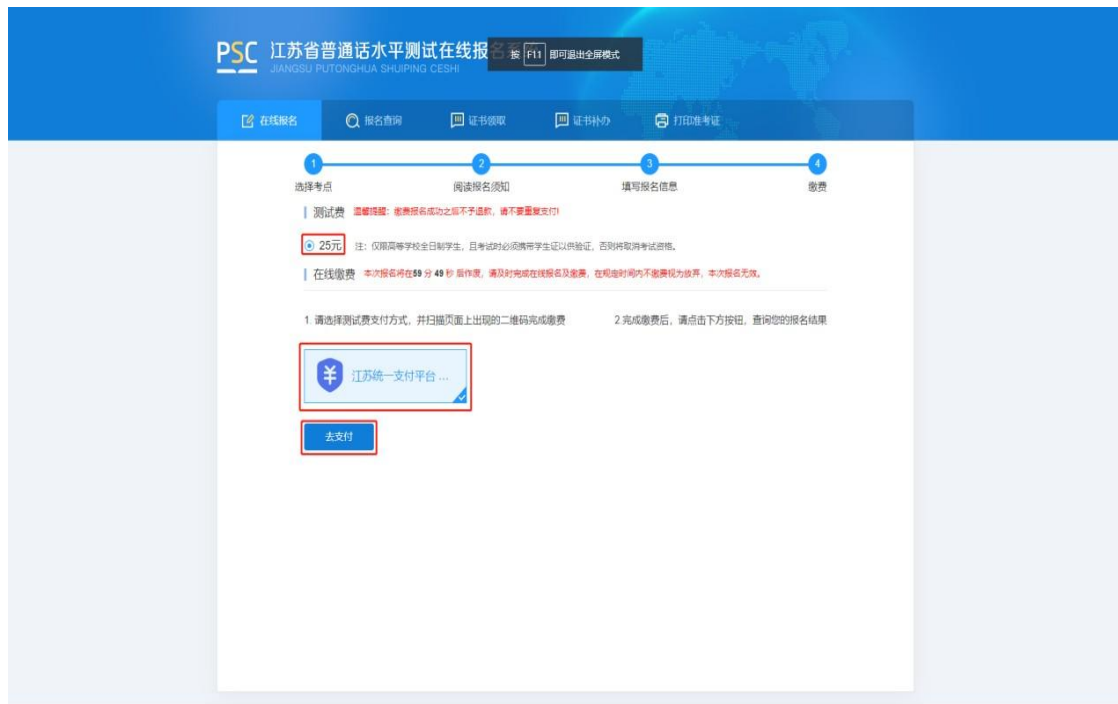 PSC 江苏省普通话水平测试在线报
按 F11 即可退出全屏模式
JIANGSU PUTONGHUA SHUIPING CESHI
在线报名 报名查询 证书领取 证书补办 打印准考证
1 2 3 4
选择考点 阅读报名须知 填写报名信息 缴费
测试费 温馨提醒：缴费报名成功之后不予退款，请不要重复支付!
25元 注：仅限高等学校全日制学生，且考试时必须携带学生证以供验证，否则将取消考试资格。
在线缴费 本次报名将在59 分 49 秒 后作废，请及时完成在线报名及缴费，在规定时间内不缴费视为放弃，本次报名无效。
1. 请选择测试费支付方式，并扫描页面上出现的二维码完成缴费 2.完成缴费后，请点击下方按钮，查询您的报名结果
江苏统一支付平台 ...
去支付